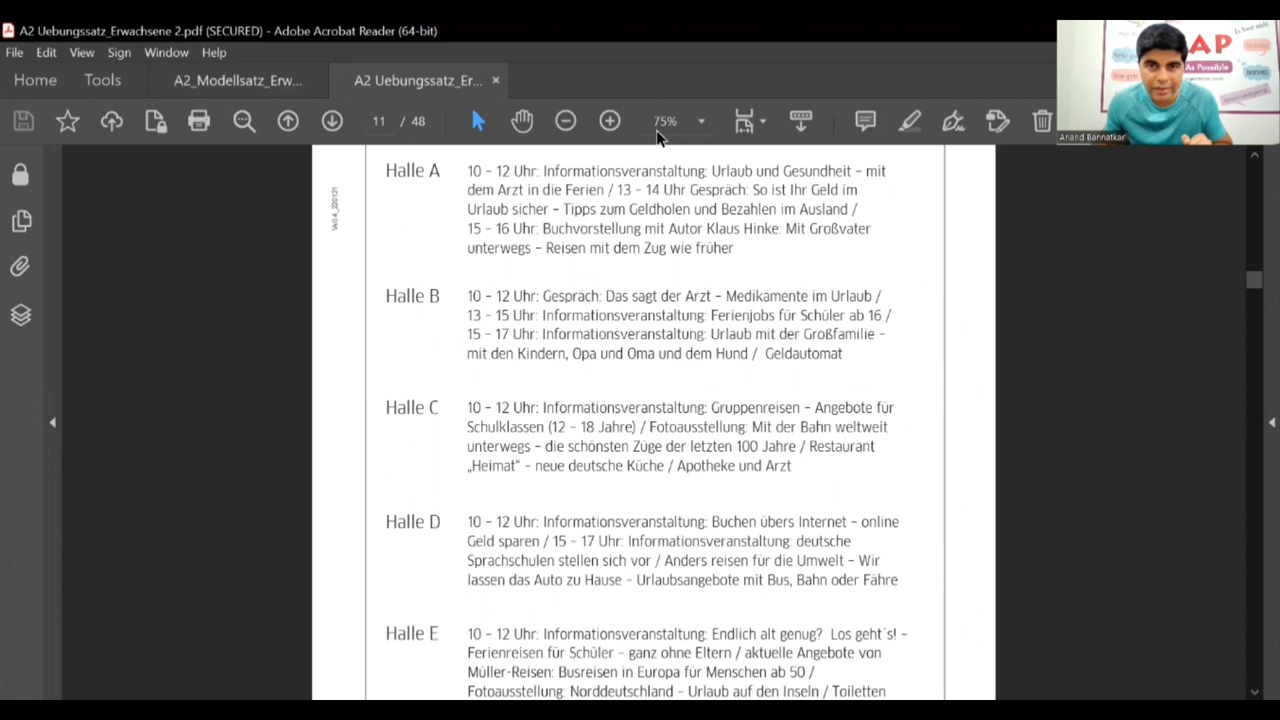 A2 Uebungssatz_Erwachsene 2.pdf (SECURED) - Adobe Acrobat Reader (64-bit)
File Edit View Sign Window Help
Home Tools A2_Modellsatz_Erw... A2 Uebungssatz_Er... ×
11 / 48 75%
AP
As Possible
Anand Bannatkar
Vs04_220121
Halle A
10 – 12 Uhr: Informationsveranstaltung: Urlaub und Gesundheit – mit
dem Arzt in die Ferien / 13 – 14 Uhr Gespräch: So ist Ihr Geld im
Urlaub sicher – Tipps zum Geldholen und Bezahlen im Ausland /
15 – 16 Uhr: Buchvorstellung mit Autor Klaus Hinke: Mit Großvater
unterwegs – Reisen mit dem Zug wie früher
Halle B
10 – 12 Uhr: Gespräch: Das sagt der Arzt – Medikamente im Urlaub /
13 – 15 Uhr: Informationsveranstaltung: Ferienjobs für Schüler ab 16 /
15 – 17 Uhr: Informationsveranstaltung: Urlaub mit der Großfamilie –
mit den Kindern, Opa und Oma und dem Hund / Geldautomat
Halle C
10 – 12 Uhr: Informationsveranstaltung: Gruppenreisen – Angebote für
Schulklassen (12 – 18 Jahre) / Fotoausstellung: Mit der Bahn weltweit
unterwegs – die schönsten Züge der letzten 100 Jahre / Restaurant
„Heimat“ – neue deutsche Küche / Apotheke und Arzt
Halle D
10 – 12 Uhr: Informationsveranstaltung: Buchen übers Internet – online
Geld sparen / 15 – 17 Uhr: Informationsveranstaltung: deutsche
Sprachschulen stellen sich vor / Anders reisen für die Umwelt – Wir
lassen das Auto zu Hause – Urlaubsangebote mit Bus, Bahn oder Fähre
Halle E
10 – 12 Uhr: Informationsveranstaltung: Endlich alt genug? Los geht´s! –
Ferienreisen für Schüler – ganz ohne Eltern / aktuelle Angebote von
Müller-Reisen: Busreisen in Europa für Menschen ab 50 /
Fotoausstellung: Norddeutschland – Urlaub auf den Inseln / Toiletten